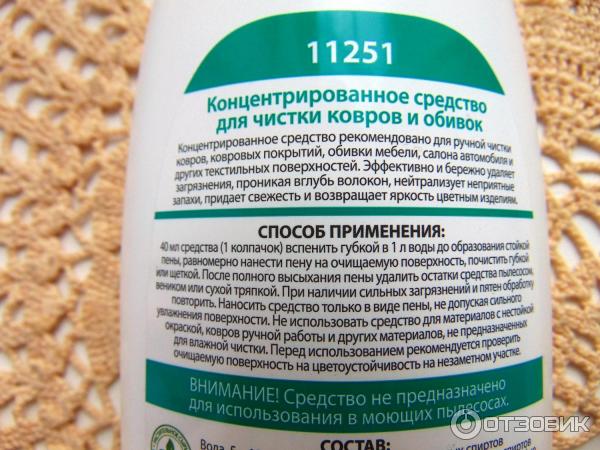 11251
Концентрированное средство
для чистки ковров и обивок
Концентрированное средство рекомендовано для ручной чистки
ковров, ковровых покрытий, обивки мебели, салона автомобиля и
других текстильных поверхностей. Эффективно и бережно удаляет
загрязнения, проникая вглубь волокон, нейтрализует неприятные
запахи, придает свежесть и возвращает яркость цветным изделиям.
СПОСОБ ПРИМЕНЕНИЯ:
40 мл средства (1 колпачок) вспенить губкой в 1 л воды до образования стойкой
пены, равномерно нанести пену на очищаемую поверхность, почистить губкой
или щеткой. После полного высыхания пены удалить остатки средства пылесосом,
веником или сухой тряпкой. При наличии сильных загрязнений и пятен обработку
повторить. Наносить средство только в виде пены, не допуская сильного
увлажнения поверхности. Не использовать средство для материалов с нестойкой
окраской, ковров ручной работы и других материалов, не предназначенных
для влажной чистки. Перед использованием рекомендуется проверить
очищаемую поверхность на цветоустойчивость на незаметном участке.
ВНИМАНИЕ! Средство не предназначено
для использования в моющих пылесосах.
СОСТАВ:
Вода, спиртов
ОТЗОВИК